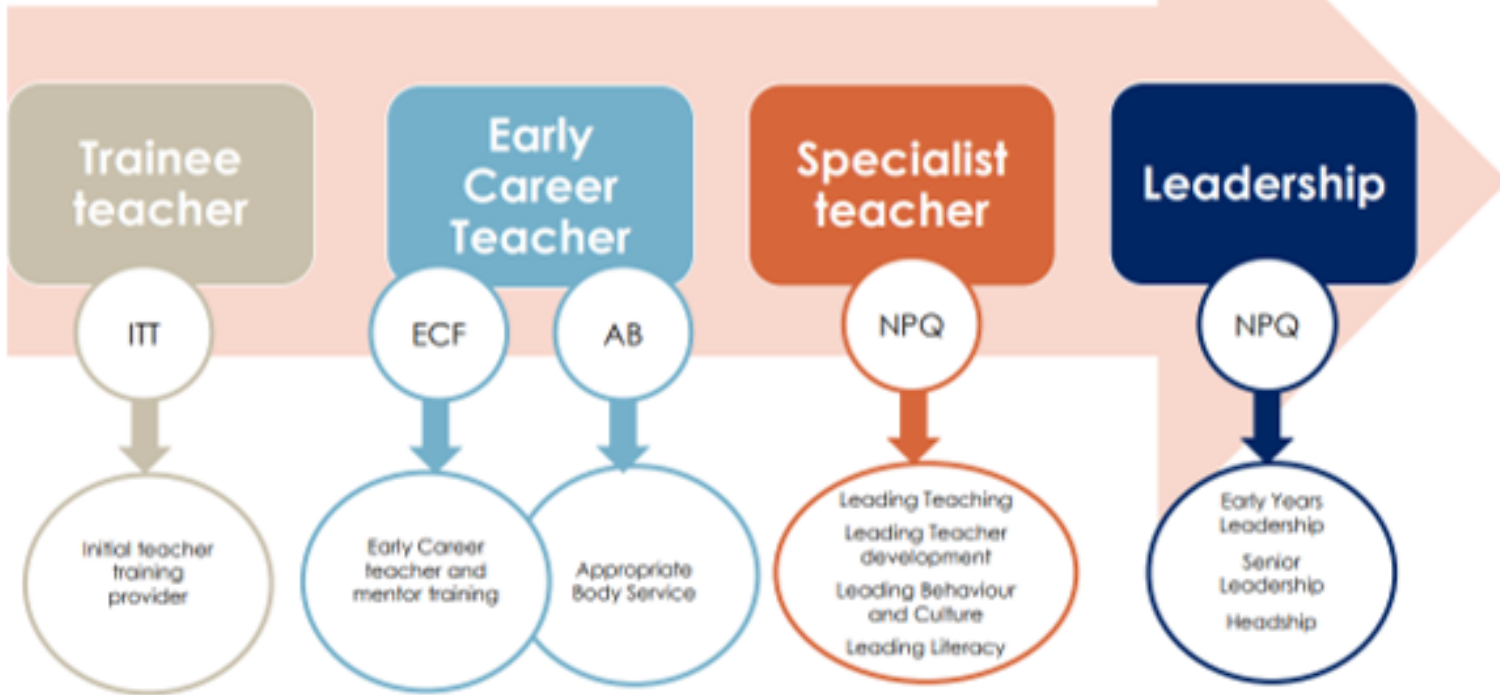 Trainee
teacher
Early
Career
Teacher
Specialist
teacher
Leadership
ITT
ECF
AB
NPQ
NPQ
Initial teacher
training
provider
Early Career
teacher and
mentor training
Appropriate
Body Service
Leading Teaching
Leading Teacher
development
Leading Behaviour
and Culture
Leading Literacy
Early Years
Leadership
Senior
Leadership
Headship